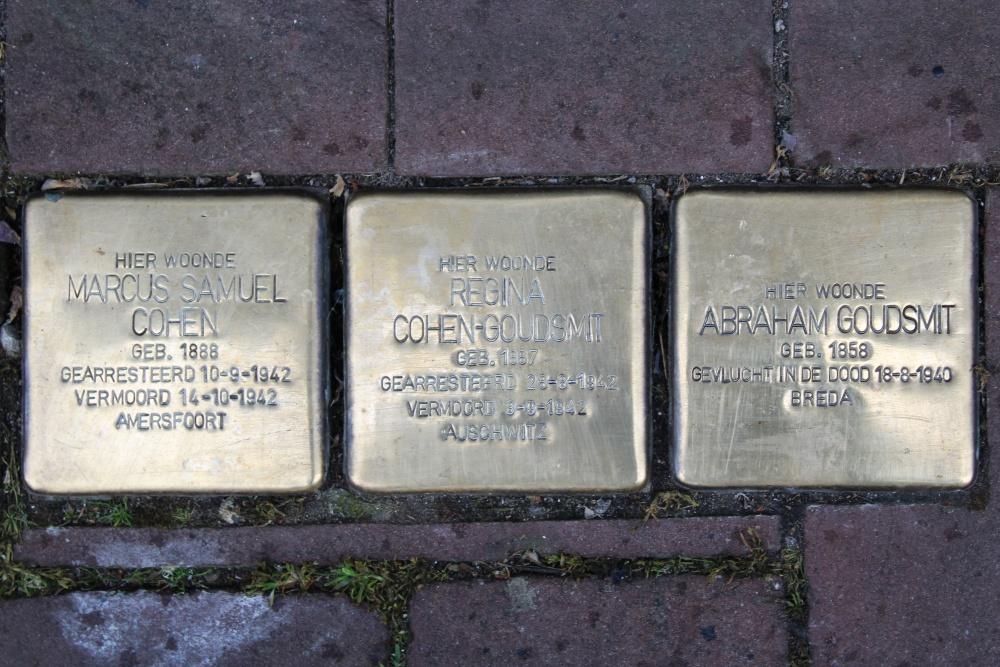 HIER WOONDE
MARCUS SAMUEL
COHEN
GEB. 1888
GEARRESTEERD 10-9-1942
VERMOORD 14-10-1942
AMERSFOORT
HIER WOONDE
REGINA
COHEN-GOUDSMIT
GEB. 1887
GEARRESTEERD
VERMOORD
AUSCHWITZ
HIER WOONDE
ABRAHAM GOUDSMIT
GEB. 1858
GEVLUCHT IN DE DOOD 18-8-1940
BREDA